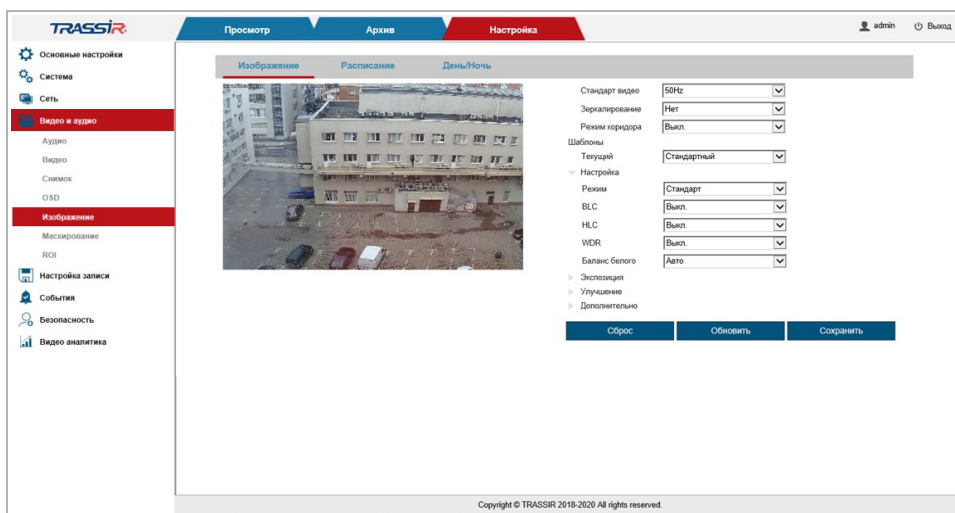 TRASSIR
Просмотр
Архив
Настройка
admin
Выход
Основные настройки
Система
Сеть
Видео и аудио
Аудио
Видео
Снимок
OSD
Изображение
Маскирование
ROI
Настройка записи
События
Безопасность
Видео аналитика
Изображение
Расписание
День/Ночь
Стандарт видео 50Hz
Зеркалирование Нет
Режим коридора Выкл.
Шаблоны
Текущий Стандартный
Настройка
Режим Стандарт
BLC Выкл.
HLC Выкл.
WDR Выкл.
Баланс белого Авто
Экспозиция
Улучшение
Дополнительно
Сброс
Обновить
Сохранить
Copyright © TRASSIR 2018-2020 All rights reserved.